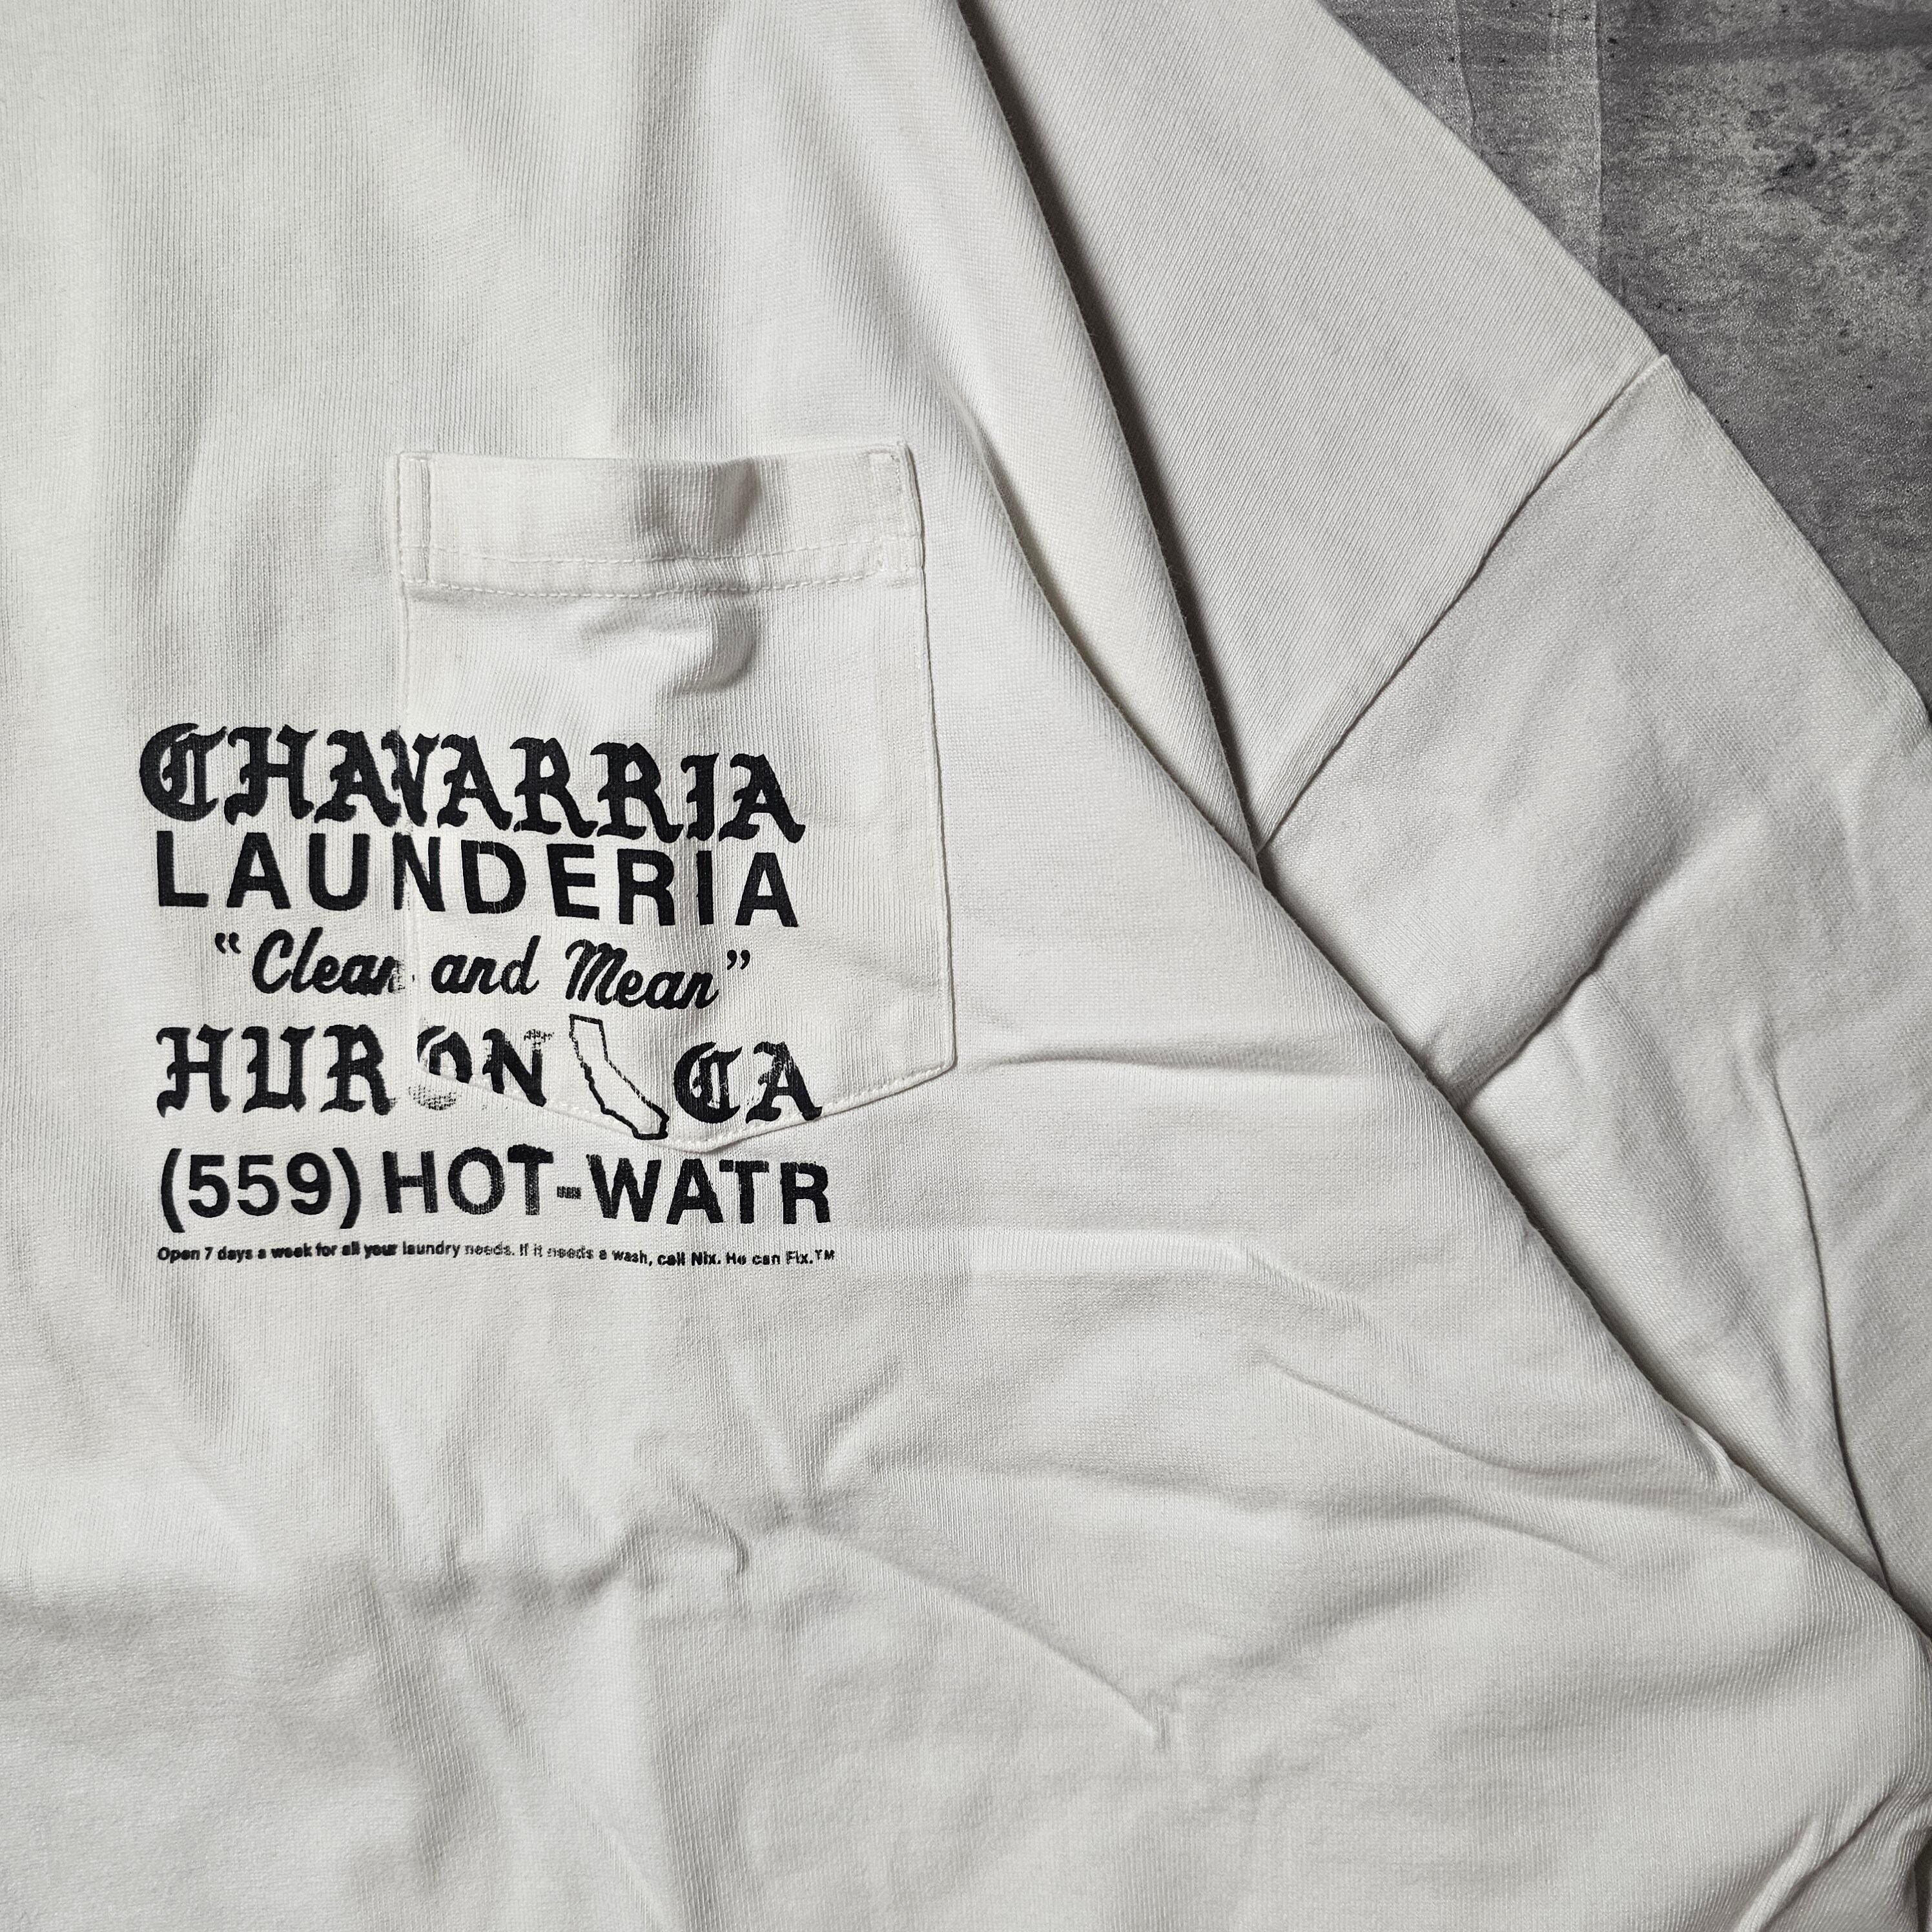 CHAVARRIA
LAUNDERIA
“Clean and Mean”
HURON CA
(559) HOT-WATR
Open 7 days a week for all your laundry needs. If it needs a wash, call Nix. He can Fix.™